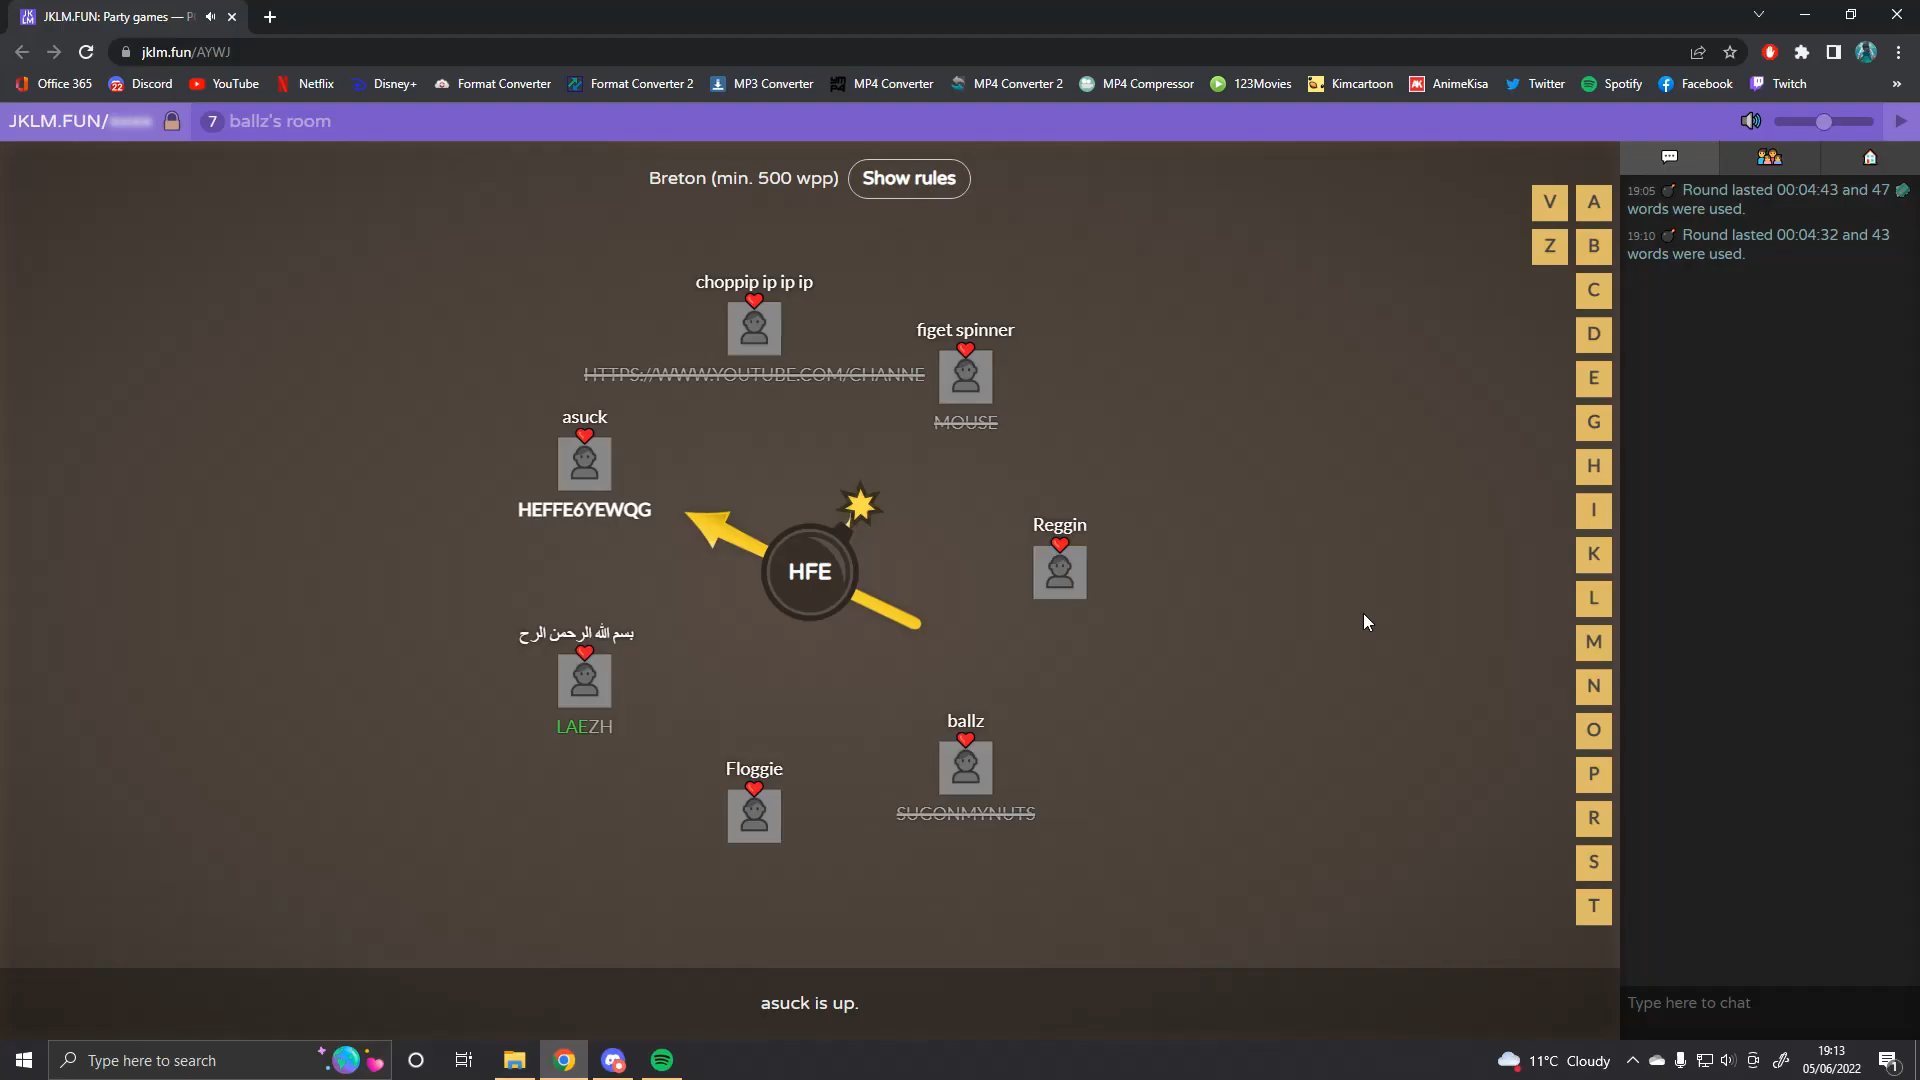 JKLM.FUN: Party games — P
jklm.fun/AYWJ
Office 365 Discord YouTube Netflix Disney+ Format Converter Format Converter 2 MP3 Converter MP4 Converter MP4 Converter 2 MP4 Compressor 123Movies Kimcartoon AnimeKisa Twitter Spotify Facebook Twitch »
22
JKLM.FUN/
7 ballz's room
Breton (min. 500 wpp) Show rules
choppip ip ip ip
HTTPS://WWW.YOUTUBE.COM/CHANNE
figet spinner
MOUSE
asuck
HEFFE6YEWQG
HFE
Reggin
بسم الله الرحمن الرح
LAEZH
ballz
SUGONMYNUTS
Floggie
V A
Z B
C
D
E
G
H
I
K
L
M
N
O
P
R
S
T
19:05 Round lasted 00:04:43 and 47
words were used.
19:10 Round lasted 00:04:32 and 43
words were used.
asuck is up.
Type here to chat
Type here to search
11°C Cloudy
19:13
05/06/2022
1